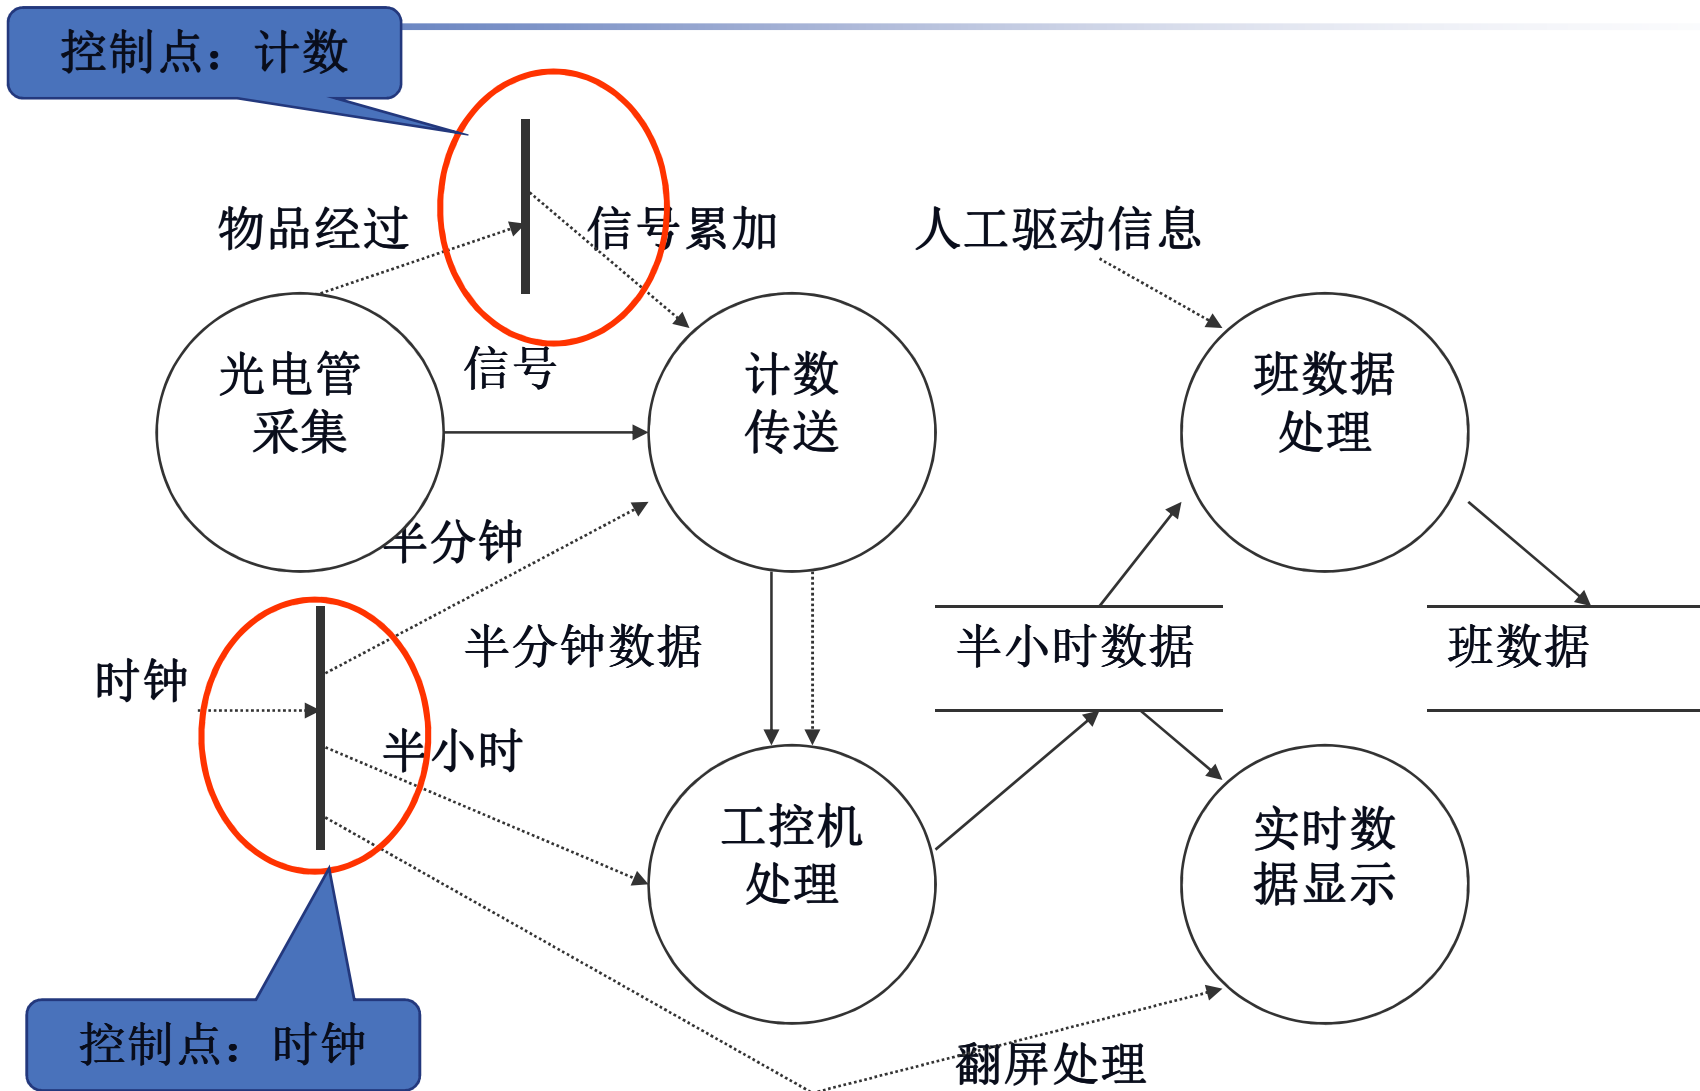 控制点：计数
物品经过
信号累加
人工驱动信息
光电管
采集
信号
计数
传送
班数据
处理
半分钟
时钟
半分钟数据
半小时数据
班数据
半小时
工控机
处理
实时数
据显示
控制点：时钟
翻屏处理